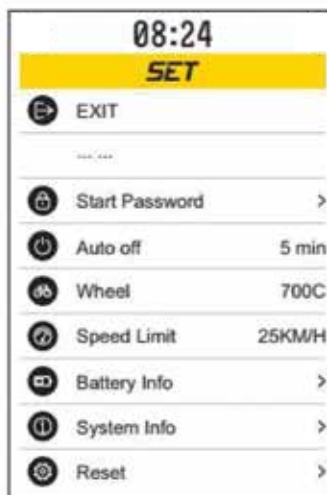 08:24
SET
EXIT
... ...
Start Password >
Auto off 5 min
Wheel 700C
Speed Limit 25KM/H
Battery Info >
System Info >
Reset >